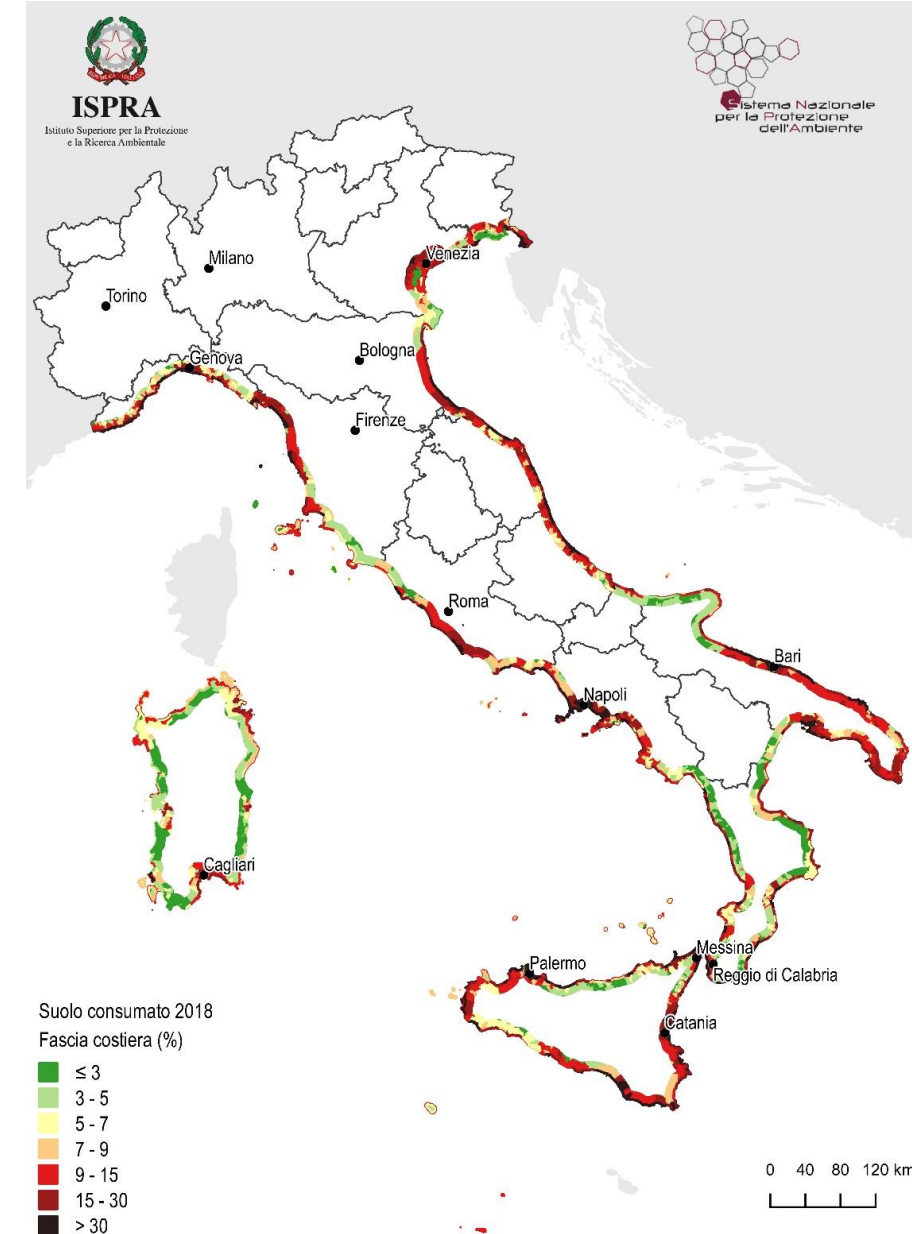 ISPRA
Istituto Superiore per la Protezione
e la Ricerca Ambientale
Sistema Nazionale
per la Protezione
dell'Ambiente
Milano
Venezia
Torino
Genova
Bologna
Firenze
Roma
Bari
Napoli
Cagliari
Messina
Palermo
Reggio di Calabria
Catania
Suolo consumato 2018
Fascia costiera (%)
≤ 3
3 - 5
5 - 7
7 - 9
9 - 15
15 - 30
> 30
0 40 80 120 km